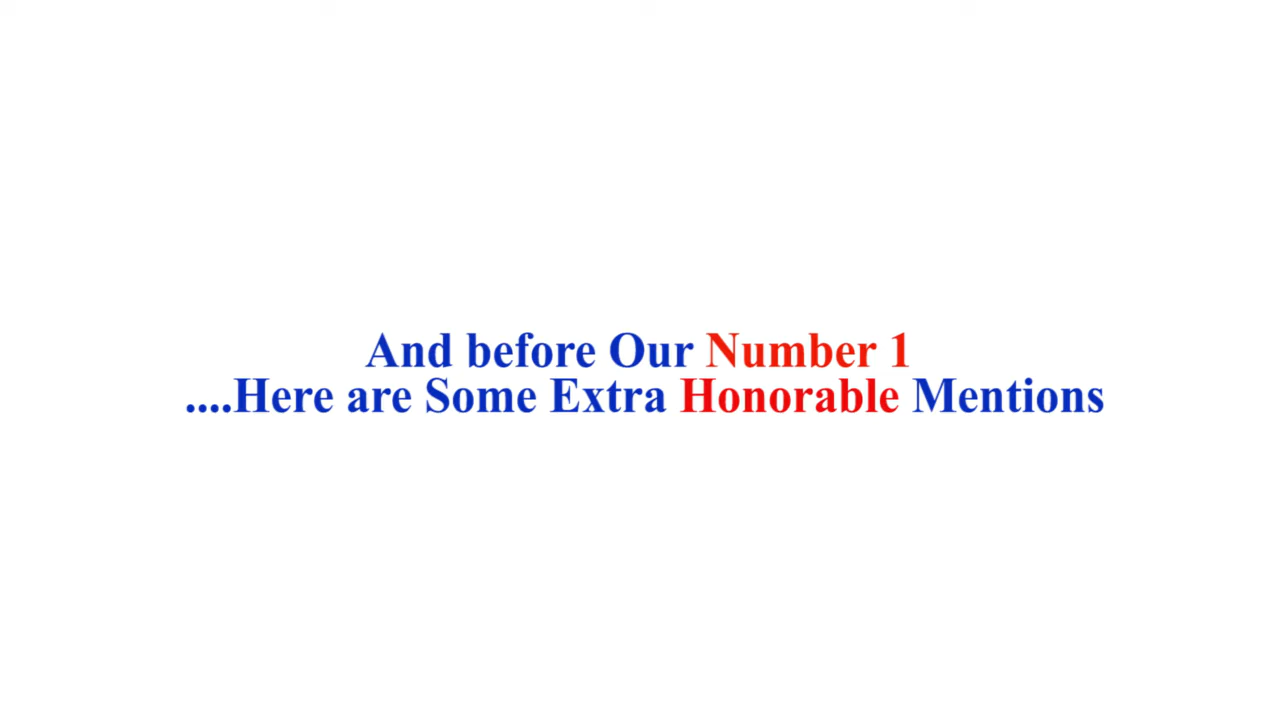 And before Our Number 1
....Here are Some Extra Honorable Mentions